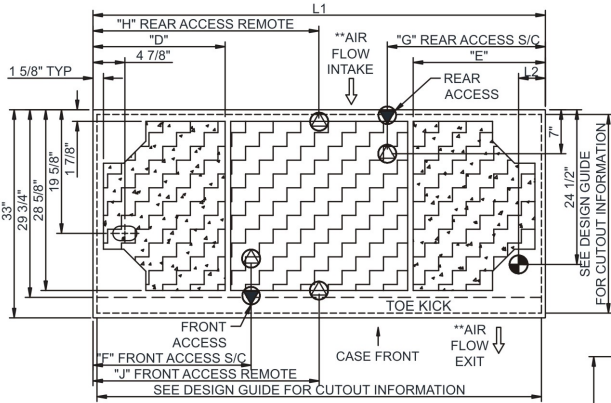 L1
"H" REAR ACCESS REMOTE
**AIR
FLOW
INTAKE
"G" REAR ACCESS S/C
"D"
"E"
4 7/8"
L2
1 5/8" TYP
REAR
ACCESS
33"
29 3/4"
28 5/8"
19 5/8"
1 7/8"
7"
24 1/2"
SEE DESIGN GUIDE
FOR CUTOUT INFORMATION
TOE KICK
FRONT
ACCESS
CASE FRONT
**AIR
FLOW
EXIT
"F" FRONT ACCESS S/C
"J" FRONT ACCESS REMOTE
SEE DESIGN GUIDE FOR CUTOUT INFORMATION